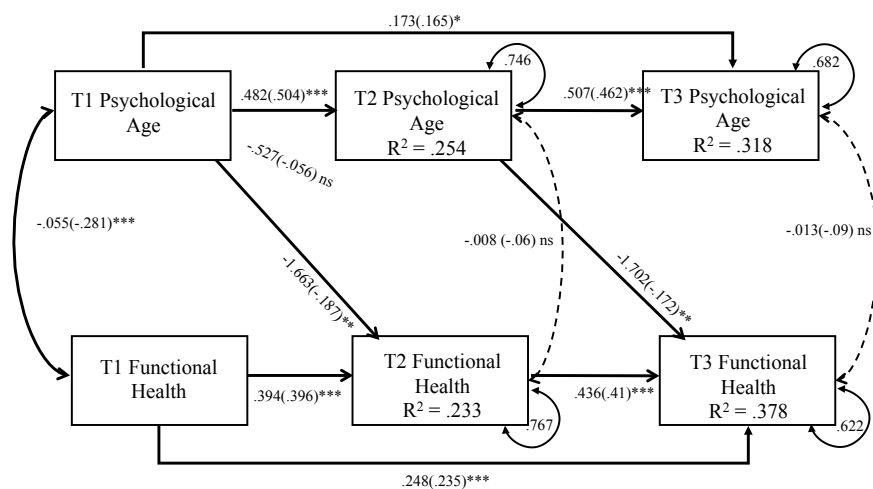 .173(.165)*
.746
.682
T1 Psychological
Age
.482(.504)***
T2 Psychological
Age
R² = .254
.507(.462)***
T3 Psychological
Age
R² = .318
-.527(-.056) ns
-.055(-.281)***
-.008 (-.06) ns
-.013(-.09) ns
-1.663(-.187)**
-1.702(-.172)**
T1 Functional
Health
.394(.396)***
T2 Functional
Health
R² = .233
.436(.41)***
T3 Functional
Health
R² = .378
.767
.622
.248(.235)***